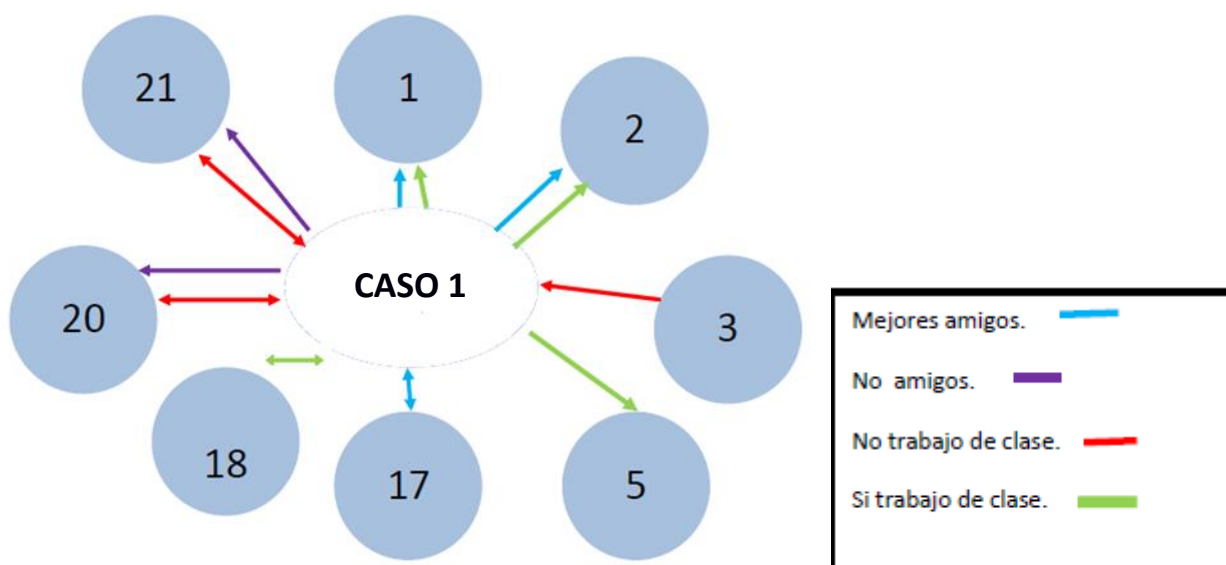 21
1
2
CASO 1
20
3
18
17
5
Mejores amigos.
No amigos.
No trabajo de clase.
Si trabajo de clase.